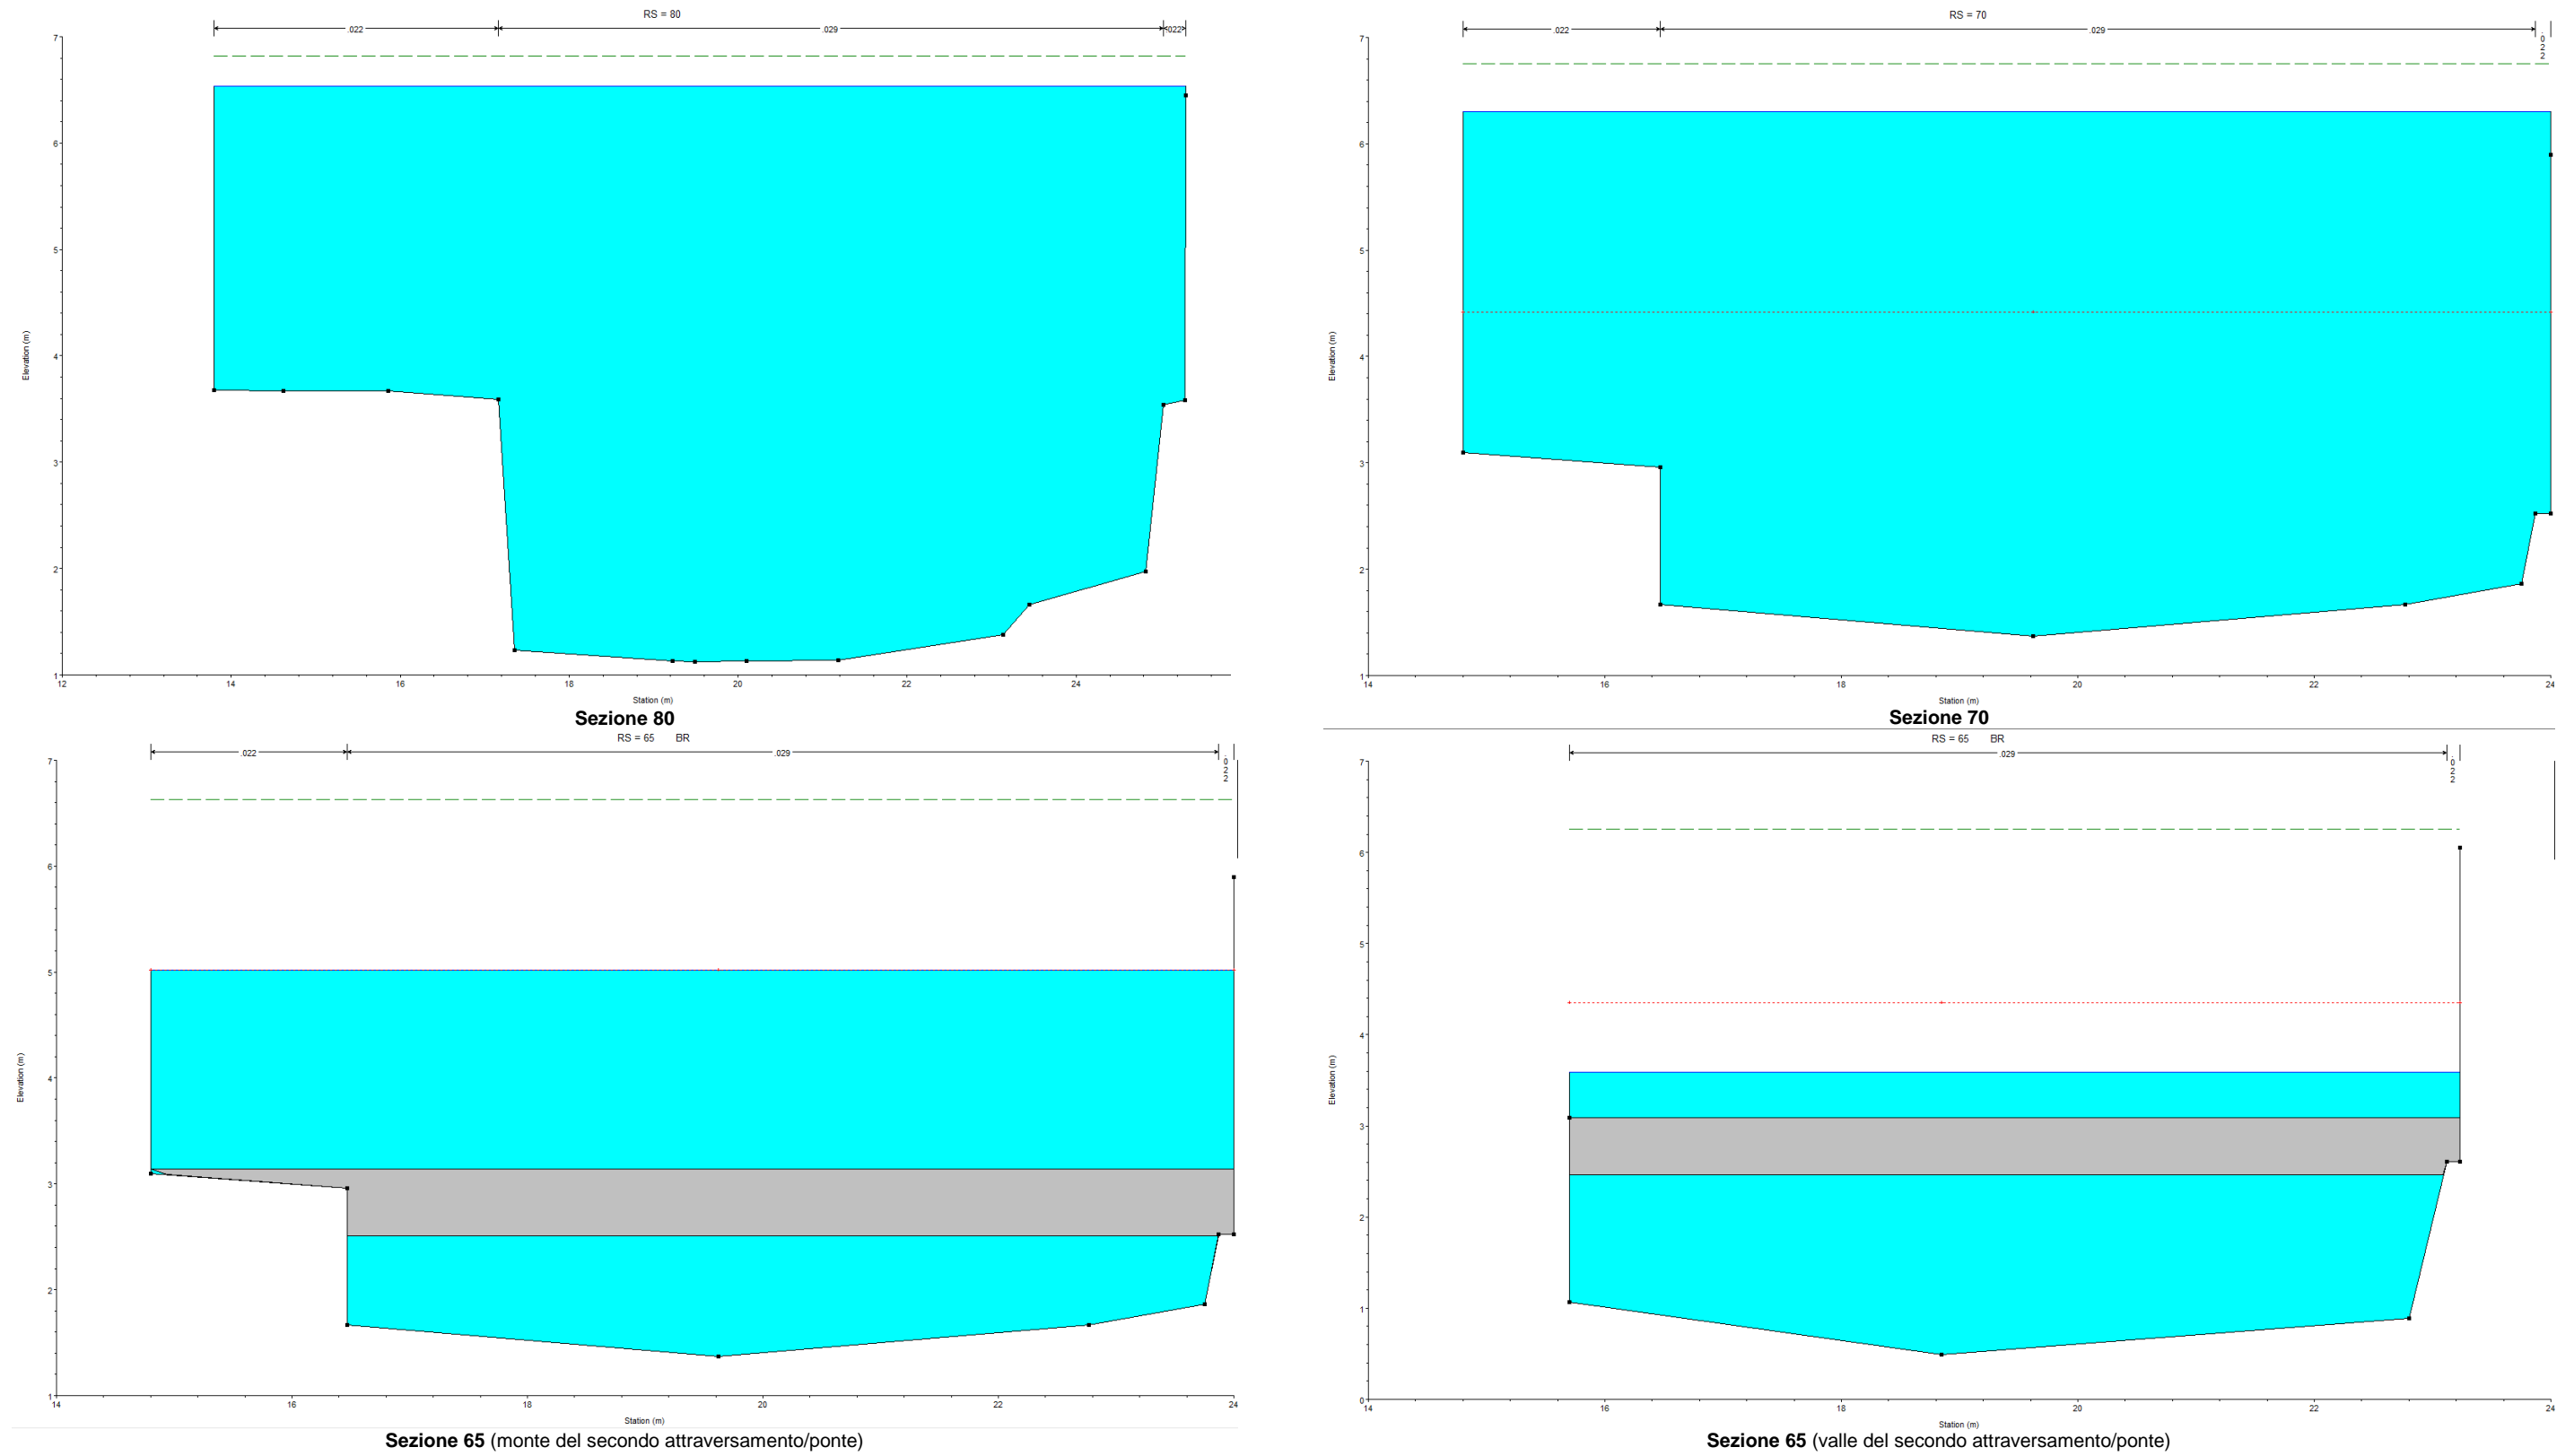 RS = 80
.022 .029 .022
7
6
5
4
3
2
1
12 14 16 18 20 22 24
Elevation (m)
Station (m)
Sezione 80
RS = 70
.022 .029 .022
7
6
5
4
3
2
1
14 16 18 20 22 24
Elevation (m)
Station (m)
Sezione 70
RS = 65 BR
.022 .029 .022
7
6
5
4
3
2
1
14 16 18 20 22 24
Elevation (m)
Station (m)
Sezione 65 (monte del secondo attraversamento/ponte)
RS = 65 BR
.029 .022
7
6
5
4
3
2
1
0
14 16 18 20 22 24
Elevation (m)
Station (m)
Sezione 65 (valle del secondo attraversamento/ponte)